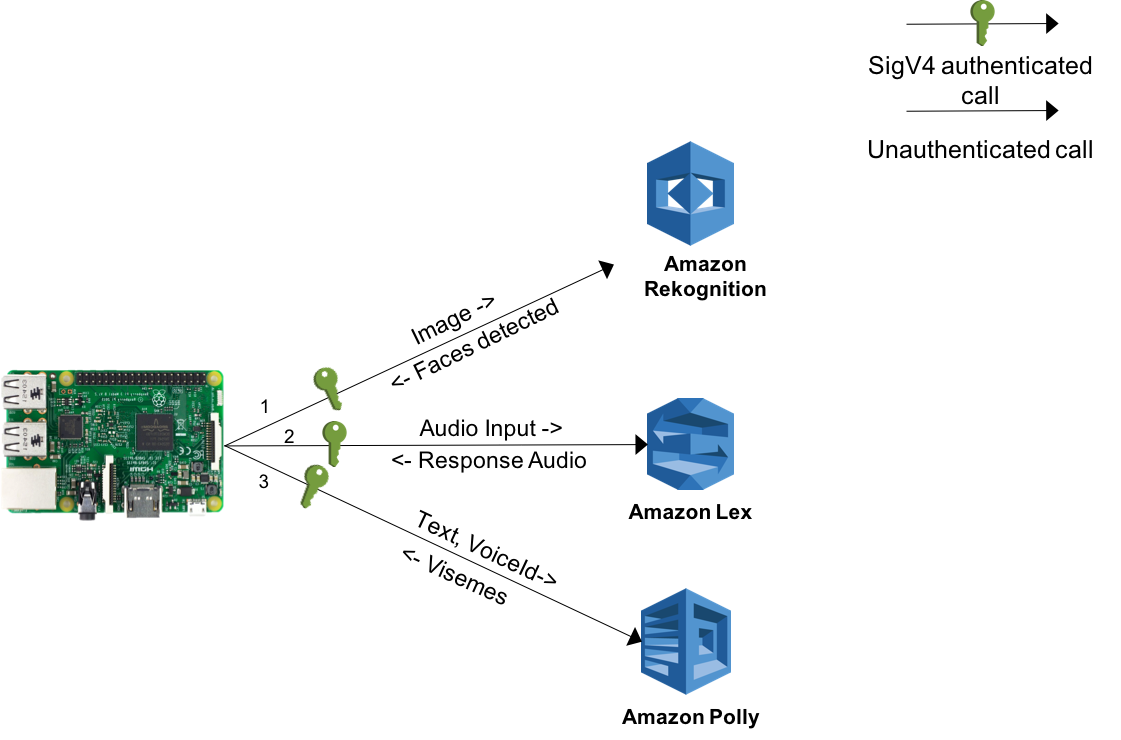 SigV4 authenticated
call
Unauthenticated call
Amazon
Rekognition
Image ->
<- Faces detected
1
2
Audio Input ->
<- Response Audio
3
Amazon Lex
Text, VoiceId->
<- Visemes
Amazon Polly